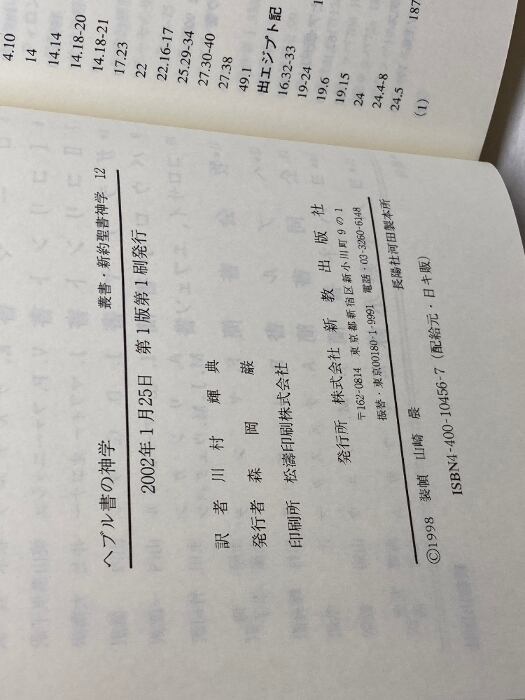 4.10
14
14.14
14.18-20
14.18-21
17.23
22
22.16-17
25.29-34
27.30-40
27.38
49.1
出エジプト記
16.32-33
19-24
19.6
19.15
24
24.4-8
24.5
187
(1)
ヘブル書の神学 叢書・新約聖書神学 12
2002年1月25日 第1版第1刷発行
訳者 川村輝典
発行者 森岡巌
印刷所 松濤印刷株式会社
発行所 株式会社 新教出版社
〒162-0814 東京都新宿区新小川町9の1
振替・東京00180-1-9991 電話・03-3260-6148
長陽社河田製本所
©1998 装幀 山崎 晨
ISBN4-400-10456-7(配給元・日キ販)